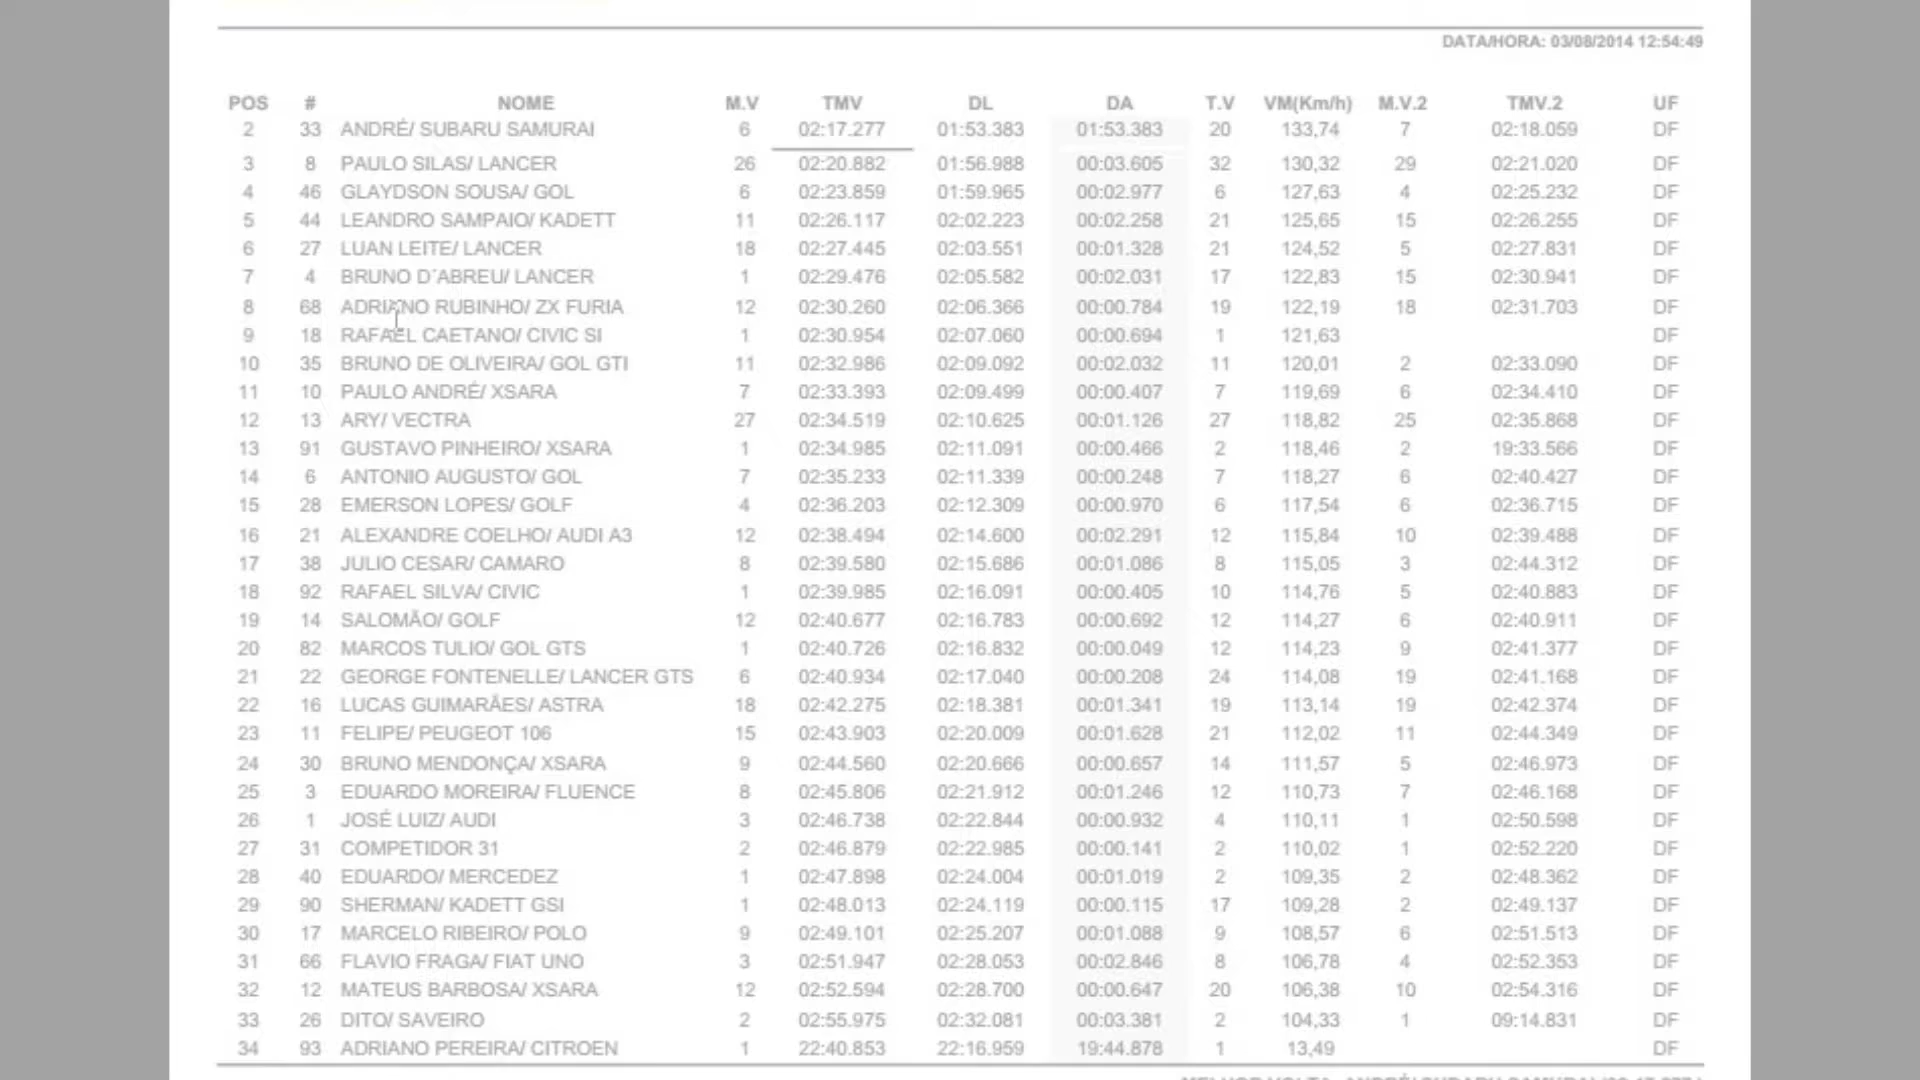 DATA/HORA: 03/08/2014 12:54:49
POS # NOME M.V TMV DL DA T.V VM(Km/h) M.V.2 TMV.2 UF
2 33 ANDRÉ/ SUBARU SAMURAI 6 02:17.277 01:53.383 01:53.383 20 133,74 7 02:18.059 DF
3 8 PAULO SILAS/ LANCER 26 02:20.882 01:56.988 00:03.605 32 130,32 29 02:21.020 DF
4 46 GLAYDSON SOUSA/ GOL 6 02:23.859 01:59.965 00:02.977 6 127,63 4 02:25.232 DF
5 44 LEANDRO SAMPAIO/ KADETT 11 02:26.117 02:02.223 00:02.258 21 125,65 15 02:26.255 DF
6 27 LUAN LEITE/ LANCER 18 02:27.445 02:03.551 00:01.328 21 124,52 5 02:27.831 DF
7 4 BRUNO D´ABREU/ LANCER 1 02:29.476 02:05.582 00:02.031 17 122,83 15 02:30.941 DF
8 68 ADRIANO RUBINHO/ ZX FURIA 12 02:30.260 02:06.366 00:00.784 19 122,19 18 02:31.703 DF
9 18 RAFAEL CAETANO/ CIVIC SI 1 02:30.954 02:07.060 00:00.694 1 121,63 DF
10 35 BRUNO DE OLIVEIRA/ GOL GTI 11 02:32.986 02:09.092 00:02.032 11 120,01 2 02:33.090 DF
11 10 PAULO ANDRÉ/ XSARA 7 02:33.393 02:09.499 00:00.407 7 119,69 6 02:34.410 DF
12 13 ARY/ VECTRA 27 02:34.519 02:10.625 00:01.126 27 118,82 25 02:35.868 DF
13 91 GUSTAVO PINHEIRO/ XSARA 1 02:34.985 02:11.091 00:00.466 2 118,46 2 19:33.566 DF
14 6 ANTONIO AUGUSTO/ GOL 7 02:35.233 02:11.339 00:00.248 7 118,27 6 02:40.427 DF
15 28 EMERSON LOPES/ GOLF 4 02:36.203 02:12.309 00:00.970 6 117,54 6 02:36.715 DF
16 21 ALEXANDRE COELHO/ AUDI A3 12 02:38.494 02:14.600 00:02.291 12 115,84 10 02:39.488 DF
17 38 JULIO CESAR/ CAMARO 8 02:39.580 02:15.686 00:01.086 8 115,05 3 02:44.312 DF
18 92 RAFAEL SILVA/ CIVIC 1 02:39.985 02:16.091 00:00.405 10 114,76 5 02:40.883 DF
19 14 SALOMÃO/ GOLF 12 02:40.677 02:16.783 00:00.692 12 114,27 6 02:40.911 DF
20 82 MARCOS TULIO/ GOL GTS 1 02:40.726 02:16.832 00:00.049 12 114,23 9 02:41.377 DF
21 22 GEORGE FONTENELLE/ LANCER GTS 6 02:40.934 02:17.040 00:00.208 24 114,08 19 02:41.168 DF
22 16 LUCAS GUIMARÃES/ ASTRA 18 02:42.275 02:18.381 00:01.341 19 113,14 19 02:42.374 DF
23 11 FELIPE/ PEUGEOT 106 15 02:43.903 02:20.009 00:01.628 21 112,02 11 02:44.349 DF
24 30 BRUNO MENDONÇA/ XSARA 9 02:44.560 02:20.666 00:00.657 14 111,57 5 02:46.973 DF
25 3 EDUARDO MOREIRA/ FLUENCE 8 02:45.806 02:21.912 00:01.246 12 110,73 7 02:46.168 DF
26 1 JOSÉ LUIZ/ AUDI 3 02:46.738 02:22.844 00:00.932 4 110,11 1 02:50.598 DF
27 31 COMPETIDOR 31 2 02:46.879 02:22.985 00:00.141 2 110,02 1 02:52.220 DF
28 40 EDUARDO/ MERCEDEZ 1 02:47.898 02:24.004 00:01.019 2 109,35 2 02:48.362 DF
29 90 SHERMAN/ KADETT GSI 1 02:48.013 02:24.119 00:00.115 17 109,28 2 02:49.137 DF
30 17 MARCELO RIBEIRO/ POLO 9 02:49.101 02:25.207 00:01.088 9 108,57 6 02:51.513 DF
31 66 FLAVIO FRAGA/ FIAT UNO 3 02:51.947 02:28.053 00:02.846 8 106,78 4 02:52.353 DF
32 12 MATEUS BARBOSA/ XSARA 12 02:52.594 02:28.700 00:00.647 20 106,38 10 02:54.316 DF
33 26 DITO/ SAVEIRO 2 02:55.975 02:32.081 00:03.381 2 104,33 1 09:14.831 DF
34 93 ADRIANO PEREIRA/ CITROEN 1 22:40.853 22:16.959 19:44.878 1 13,49 DF